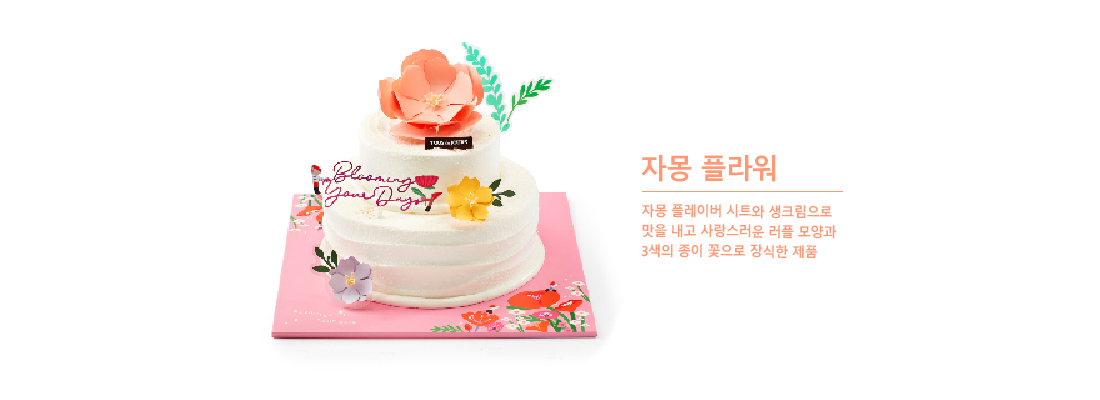 TOUS les JOURS
Blooming
Your Days
자몽 플라워
자몽 플레이버 시트와 생크림으로
맛을 내고 사랑스러운 러플 모양과
3색의 종이 꽃으로 장식한 제품